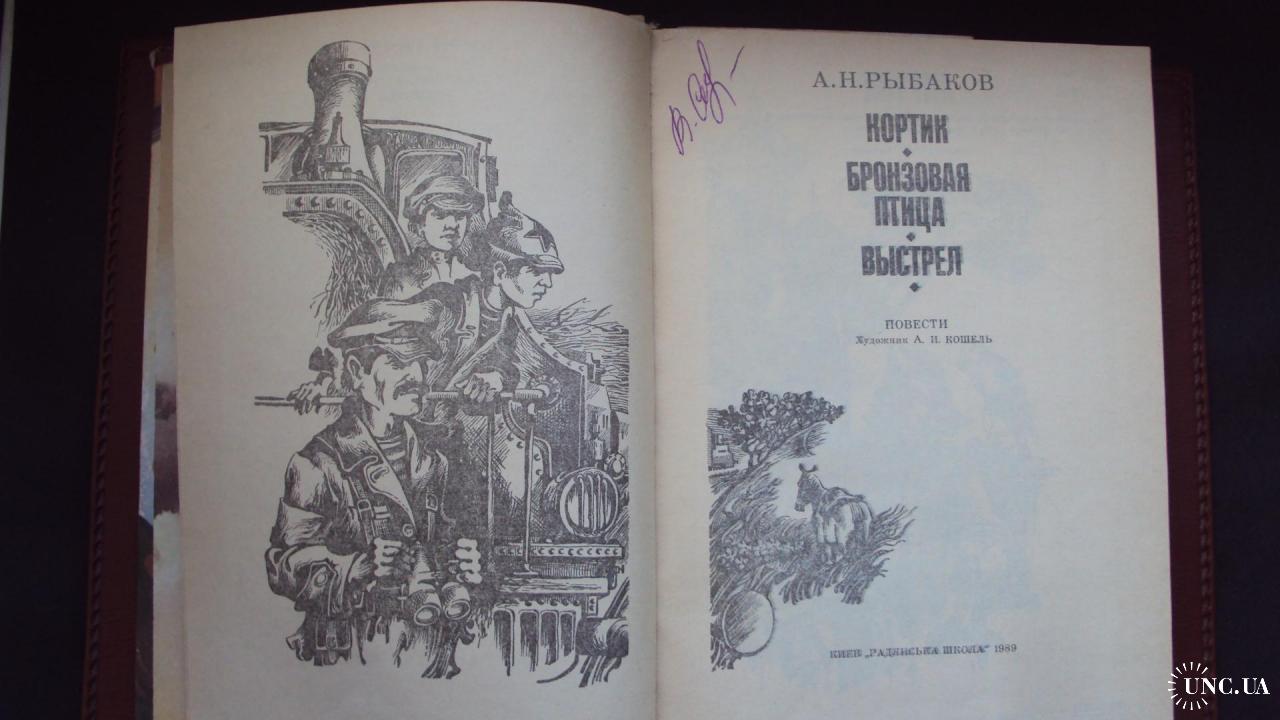 А.Н.РЫБАКОВ
КОРТИК
БРОНЗОВАЯ
ПТИЦА
ВЫСТРЕЛ
ПОВЕСТИ
Художник А. И. КОШЕЛЬ
КИЕВ „РАДЯНСЬКА ШКОЛА" 1989
UNC.UA